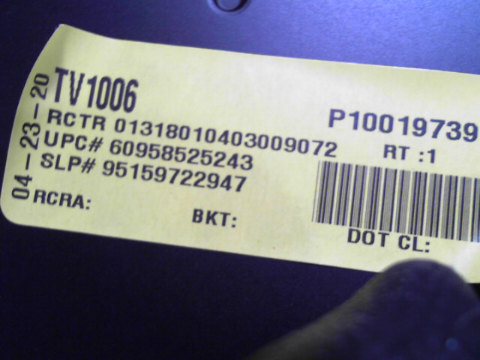 04-23-20
TV1006
P10019739
RCTR 01318010403009072
RT :1
UPC# 60958525243
SLP# 95159722947
RCRA:
BKT:
DOT CL: